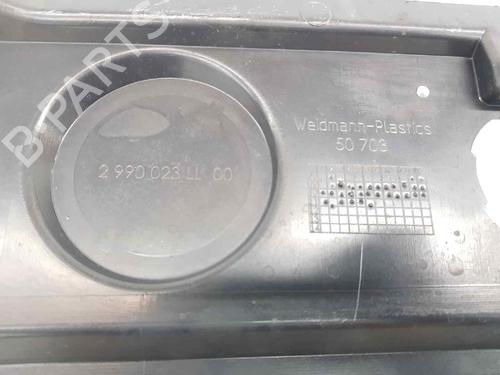 B-PARTS
Weidmann-Plastics
50 703
2 990 023 LL 00